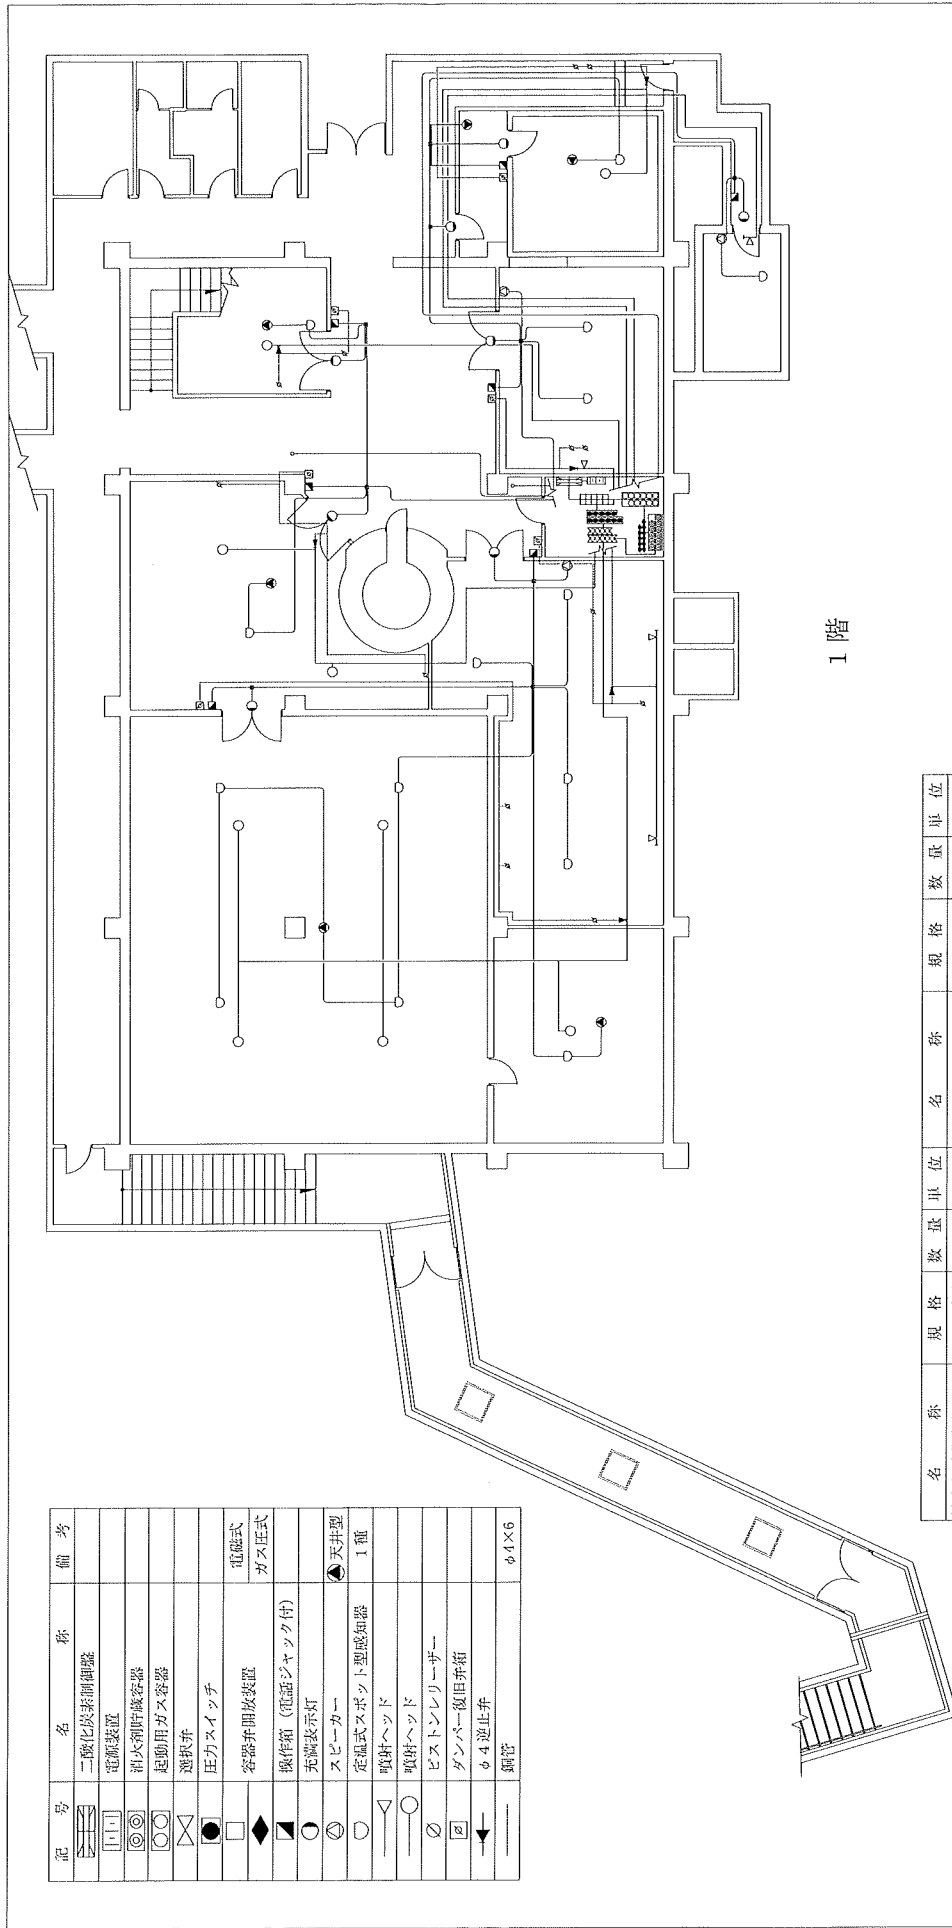 記　号　名　称　備　考
二酸化炭素制御盤
電源装置
消火剤貯蔵容器
起動用ガス容器
選択弁
圧力スイッチ
容器弁開放装置　電磁式
ガス圧式
操作箱（電話ジャック付）
充満表示灯
スピーカー　天井型
定温式スポット型感知器　1種
噴射ヘッド
噴射ヘッド
ピストンレリーザー
ダンパー復旧弁箱
φ4逆止弁
銅管　φ4×6
1階
名　称　規　格　数　量　単　位　名　称　規　格　数　量　単　位